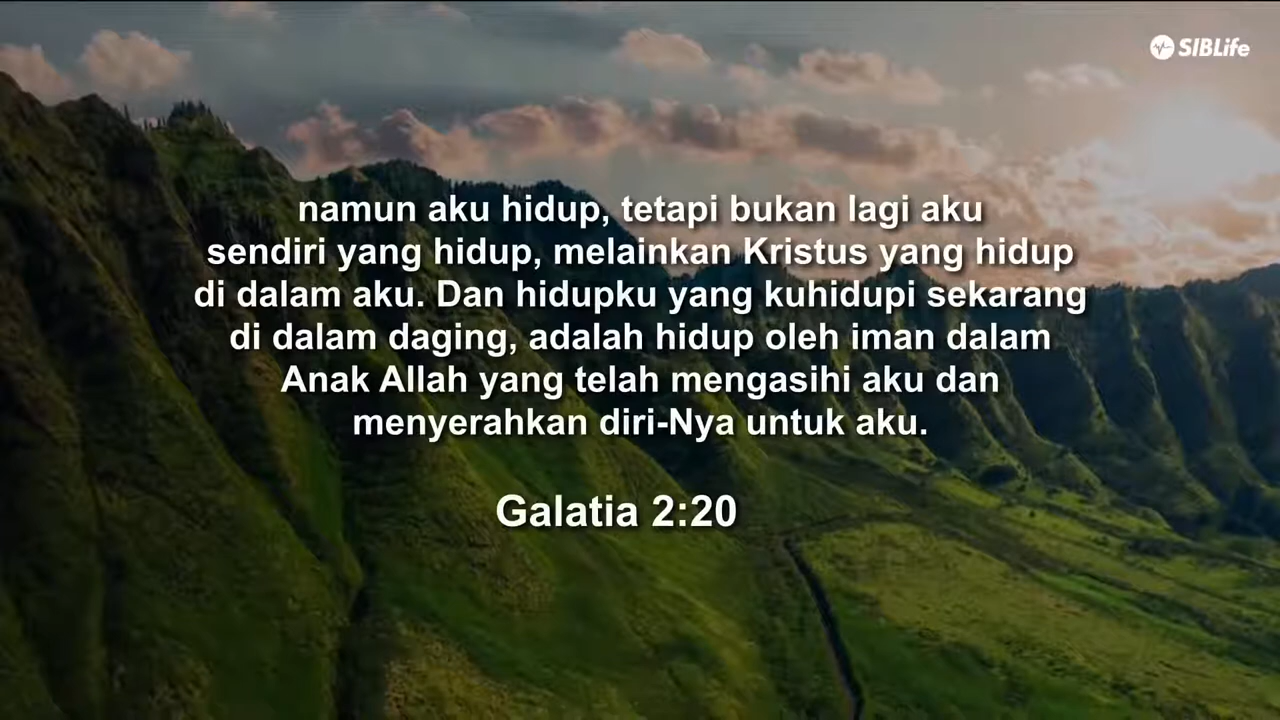 SIBLife
namun aku hidup, tetapi bukan lagi aku
sendiri yang hidup, melainkan Kristus yang hidup
di dalam aku. Dan hidupku yang kuhidupi sekarang
di dalam daging, adalah hidup oleh iman dalam
Anak Allah yang telah mengasihi aku dan
menyerahkan diri-Nya untuk aku.
Galatia 2:20